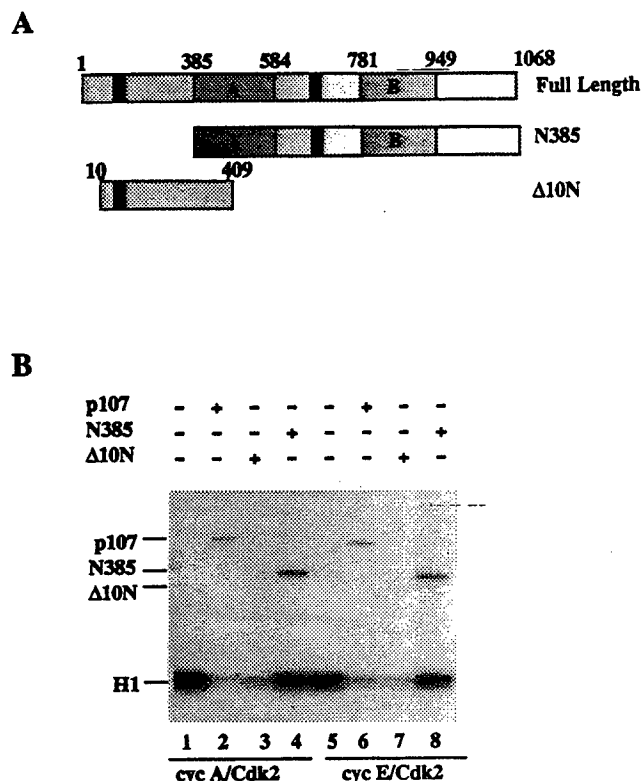 A
1 385 584 781 949 1068
A B Full Length
B N385
10 409
Δ10N
B
p107 - + - - - + - -
N385 - - - + - - - +
Δ10N - - + - - - + -
p107
N385
Δ10N
H1
1 2 3 4 5 6 7 8
cyc A/Cdk2 cyc E/Cdk2